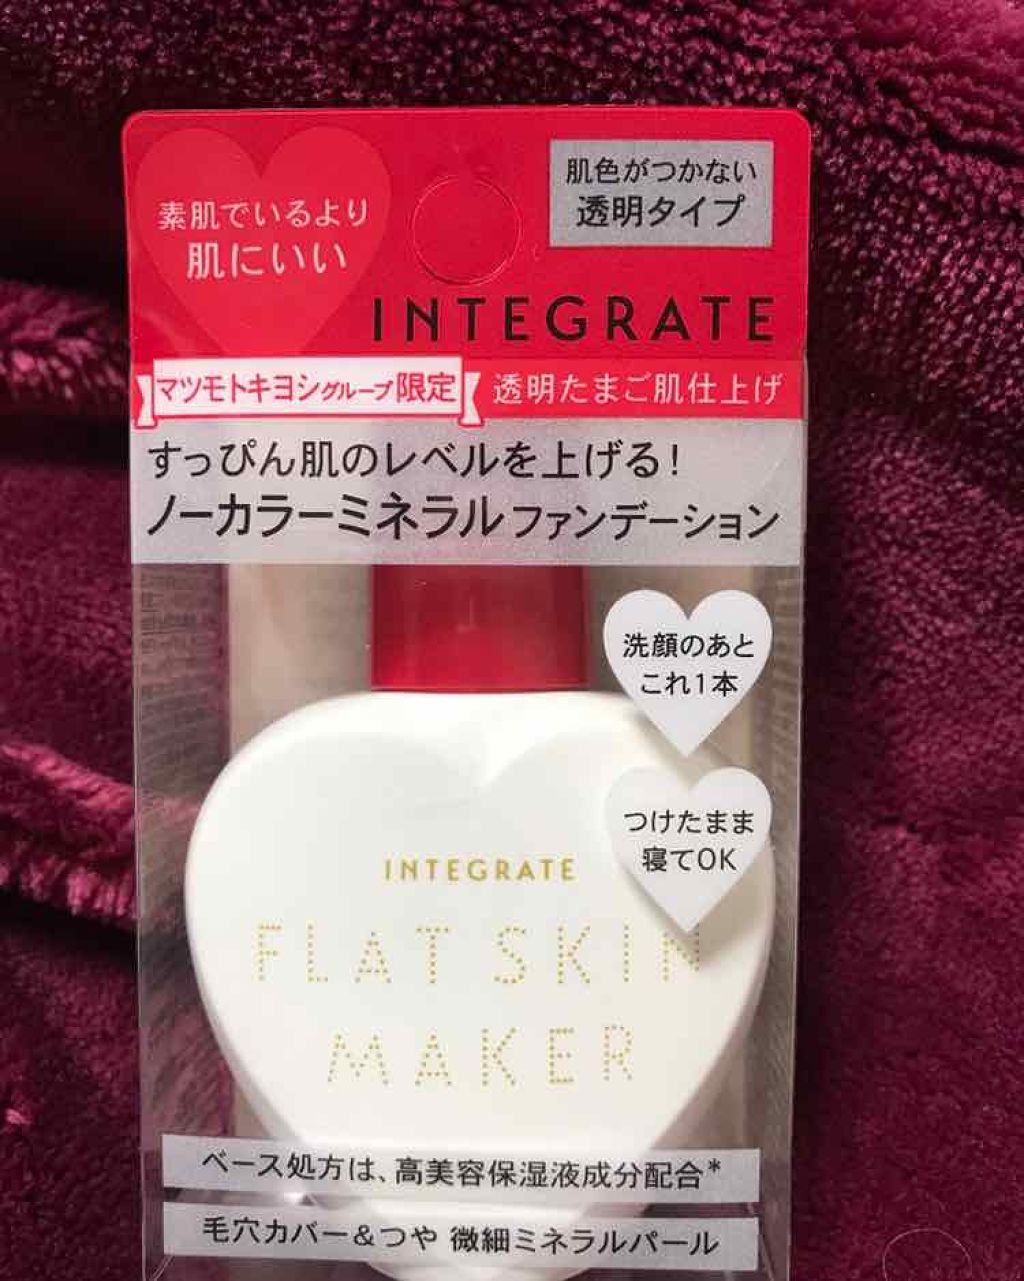 素肌でいるより
肌にいい
肌色がつかない
透明タイプ
INTEGRATE
マツモトキヨシグループ限定
透明たまご肌仕上げ
すっぴん肌のレベルを上げる!
ノーカラーミネラルファンデーション
洗顔のあと
これ1本
つけたまま
寝てOK
INTEGRATE
FLAT SKIN
MAKER
ベース処方は、高美容保湿液成分配合*
毛穴カバー&つや 微細ミネラルパール